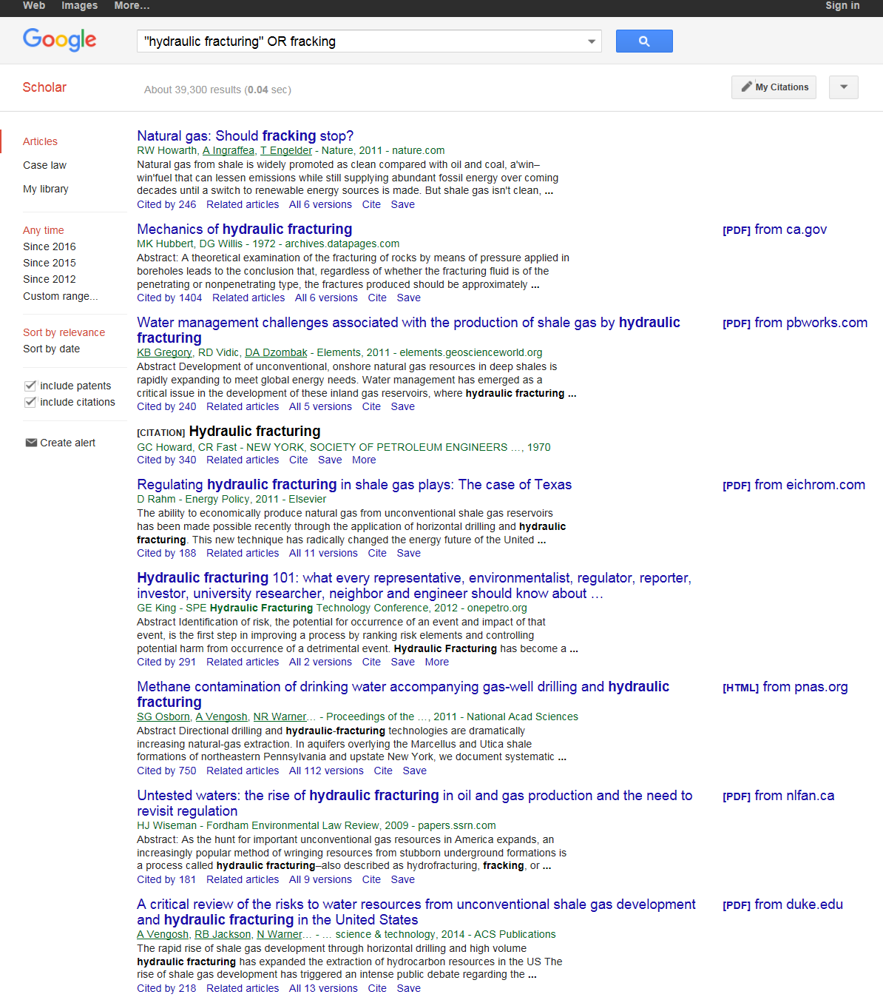 Web Images More... Sign in
Google "hydraulic fracturing" OR fracking
Scholar About 39,300 results (0.04 sec) My Citations
Articles
Case law
My library
Any time
Since 2016
Since 2015
Since 2012
Custom range...
Sort by relevance
Sort by date
include patents
include citations
Create alert
Natural gas: Should fracking stop?
RW Howarth, A Ingraffea, T Engelder - Nature, 2011 - nature.com
Natural gas from shale is widely promoted as clean compared with oil and coal, a'win–
win'fuel that can lessen emissions while still supplying abundant fossil energy over coming
decades until a switch to renewable energy sources is made. But shale gas isn't clean, ...
Cited by 246 Related articles All 6 versions Cite Save
Mechanics of hydraulic fracturing [PDF] from ca.gov
MK Hubbert, DG Willis - 1972 - archives.datapages.com
Abstract: A theoretical examination of the fracturing of rocks by means of pressure applied in
boreholes leads to the conclusion that, regardless of whether the fracturing fluid is of the
penetrating or nonpenetrating type, the fractures produced should be approximately ...
Cited by 1404 Related articles All 6 versions Cite Save
Water management challenges associated with the production of shale gas by hydraulic [PDF] from pbworks.com
fracturing
KB Gregory, RD Vidic, DA Dzombak - Elements, 2011 - elements.geoscienceworld.org
Abstract Development of unconventional, onshore natural gas resources in deep shales is
rapidly expanding to meet global energy needs. Water management has emerged as a
critical issue in the development of these inland gas reservoirs, where hydraulic fracturing ...
Cited by 240 Related articles All 5 versions Cite Save
[CITATION] Hydraulic fracturing
GC Howard, CR Fast - NEW YORK, SOCIETY OF PETROLEUM ENGINEERS …, 1970
Cited by 340 Related articles Cite Save More
Regulating hydraulic fracturing in shale gas plays: The case of Texas [PDF] from eichrom.com
D Rahm - Energy Policy, 2011 - Elsevier
The ability to economically produce natural gas from unconventional shale gas reservoirs
has been made possible recently through the application of horizontal drilling and hydraulic
fracturing. This new technique has radically changed the energy future of the United ...
Cited by 188 Related articles All 11 versions Cite Save
Hydraulic fracturing 101: what every representative, environmentalist, regulator, reporter,
investor, university researcher, neighbor and engineer should know about …
GE King - SPE Hydraulic Fracturing Technology Conference, 2012 - onepetro.org
Abstract Identification of risk, the potential for occurrence of an event and impact of that
event, is the first step in improving a process by ranking risk elements and controlling
potential harm from occurrence of a detrimental event. Hydraulic Fracturing has become a ...
Cited by 291 Related articles All 2 versions Cite Save More
Methane contamination of drinking water accompanying gas-well drilling and hydraulic [HTML] from pnas.org
fracturing
SG Osborn, A Vengosh, NR Warner… - Proceedings of the …, 2011 - National Acad Sciences
Abstract Directional drilling and hydraulic-fracturing technologies are dramatically
increasing natural-gas extraction. In aquifers overlying the Marcellus and Utica shale
formations of northeastern Pennsylvania and upstate New York, we document systematic ...
Cited by 750 Related articles All 112 versions Cite Save
Untested waters: the rise of hydraulic fracturing in oil and gas production and the need to [PDF] from nlfan.ca
revisit regulation
HJ Wiseman - Fordham Environmental Law Review, 2009 - papers.ssrn.com
Abstract: As the hunt for important unconventional gas resources in America expands, an
increasingly popular method of wringing resources from stubborn underground formations is
a process called hydraulic fracturing–also described as hydrofracturing, fracking, or ...
Cited by 181 Related articles All 9 versions Cite Save
A critical review of the risks to water resources from unconventional shale gas development [PDF] from duke.edu
and hydraulic fracturing in the United States
A Vengosh, RB Jackson, N Warner… - … science & technology, 2014 - ACS Publications
The rapid rise of shale gas development through horizontal drilling and high volume
hydraulic fracturing has expanded the extraction of hydrocarbon resources in the US The
rise of shale gas development has triggered an intense public debate regarding the ...
Cited by 218 Related articles All 13 versions Cite Save